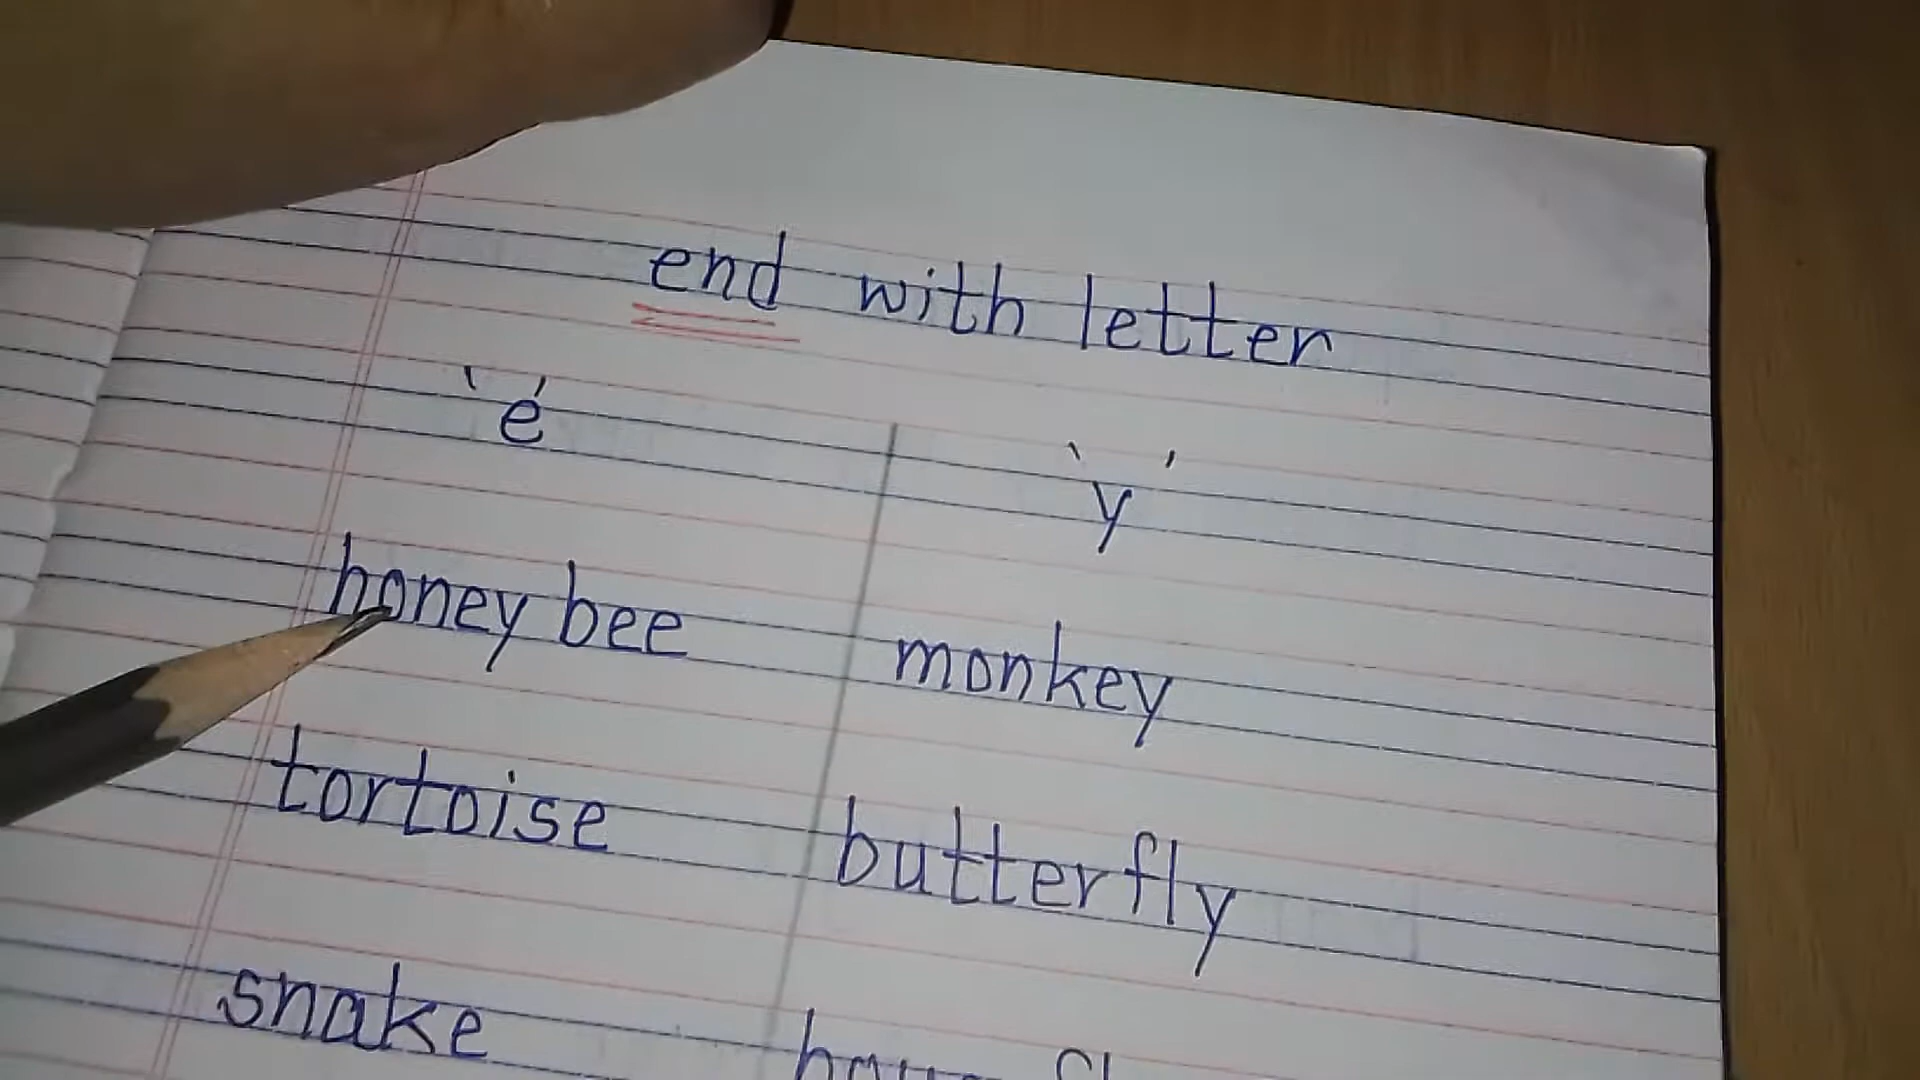 end with letter
'e' 'y'
honey bee monkey
tortoise butterfly
snake